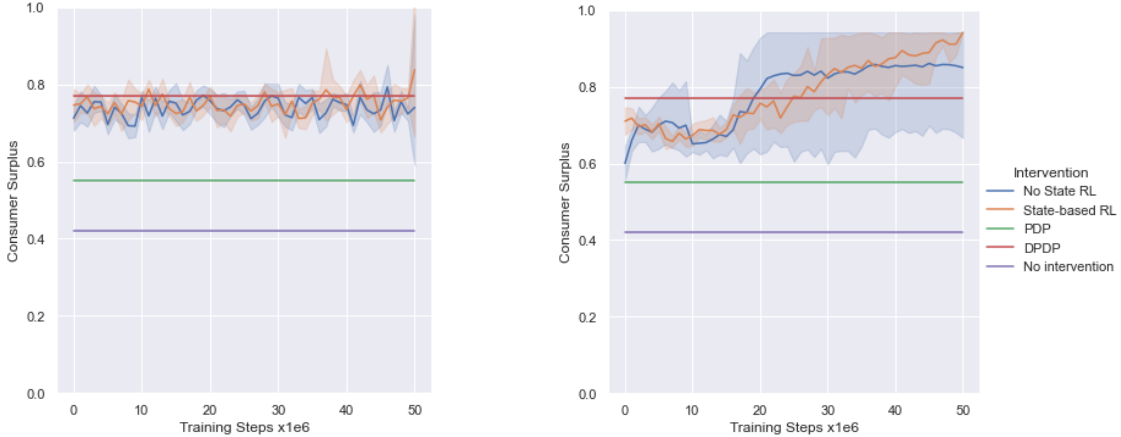 1.0
0.8
0.6
0.4
0.2
0.0
Consumer Surplus
0 10 20 30 40 50
Training Steps x1e6
1.0
0.8
0.6
0.4
0.2
0.0
Consumer Surplus
0 10 20 30 40 50
Training Steps x1e6
Intervention
No State RL
State-based RL
PDP
DPDP
No intervention